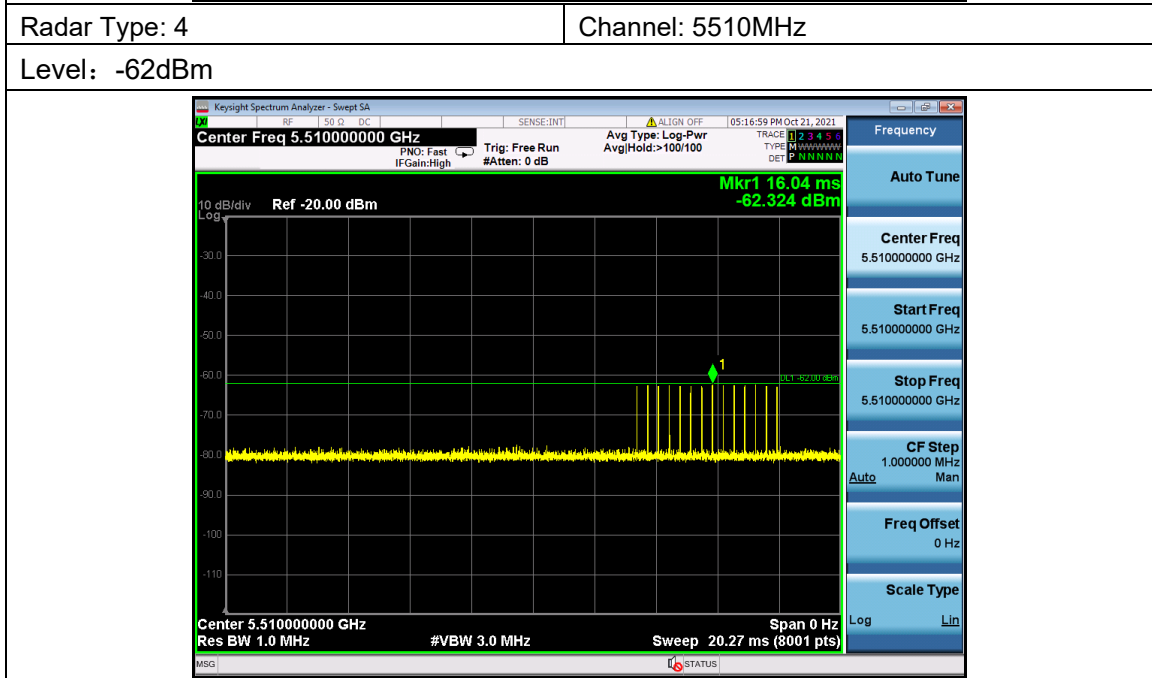 Radar Type: 4
Channel: 5510MHz
Level：-62dBm
Keysight Spectrum Analyzer - Swept SA
LXI RF 50 Ω DC SENSE:INT ALIGN OFF 05:16:59 PM Oct 21, 2021
Center Freq 5.510000000 GHz
PNO: Fast
IFGain:High
Trig: Free Run
#Atten: 0 dB
Avg Type: Log-Pwr
Avg|Hold:>100/100
TRACE 1 2 3 4 5 6
TYPE M WWWWW
DET P N N N N N
Mkr1 16.04 ms
-62.324 dBm
10 dB/div Ref -20.00 dBm
Log
-30.0
-40.0
-50.0
-60.0
-70.0
-80.0
-90.0
-100
-110
1
DL1 -62.00 dBm
Center 5.510000000 GHz Span 0 Hz
Res BW 1.0 MHz #VBW 3.0 MHz Sweep 20.27 ms (8001 pts)
MSG STATUS
Frequency
Auto Tune
Center Freq
5.510000000 GHz
Start Freq
5.510000000 GHz
Stop Freq
5.510000000 GHz
CF Step
1.000000 MHz
Auto Man
Freq Offset
0 Hz
Scale Type
Log Lin